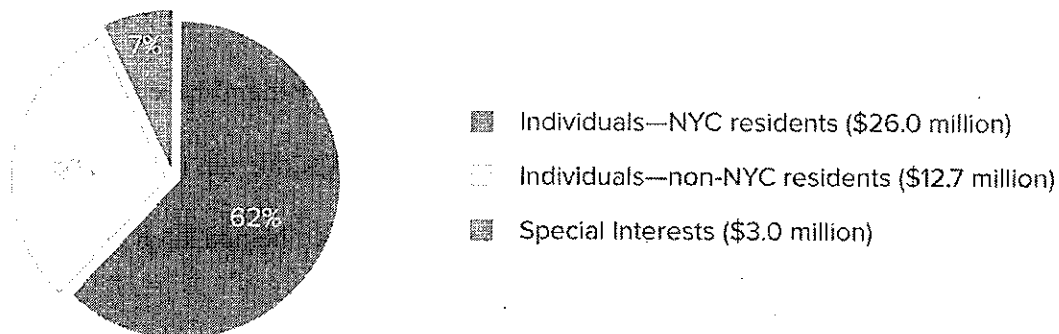 7%
62%
Individuals—NYC residents ($26.0 million)
Individuals—non-NYC residents ($12.7 million)
Special Interests ($3.0 million)